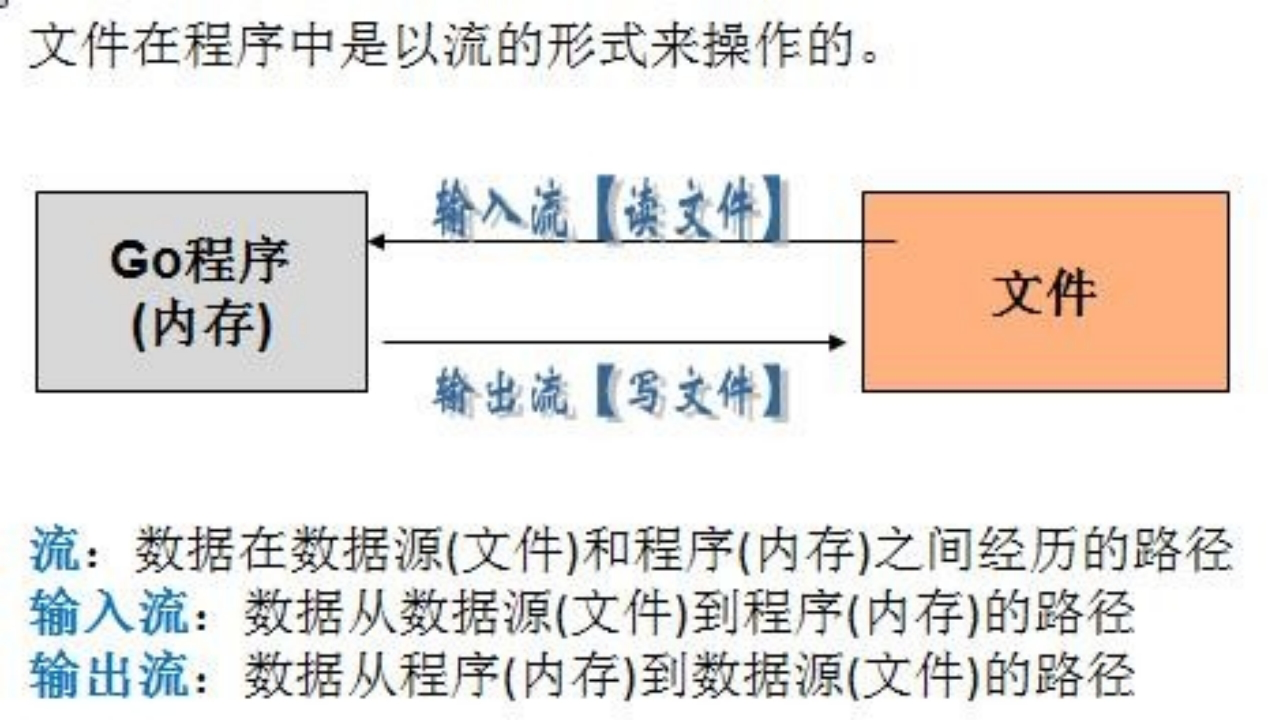 文件在程序中是以流的形式来操作的。
输入流【读文件】
Go程序
(内存)
文件
输出流【写文件】
流：数据在数据源(文件)和程序(内存)之间经历的路径
输入流：数据从数据源(文件)到程序(内存)的路径
输出流：数据从程序(内存)到数据源(文件)的路径